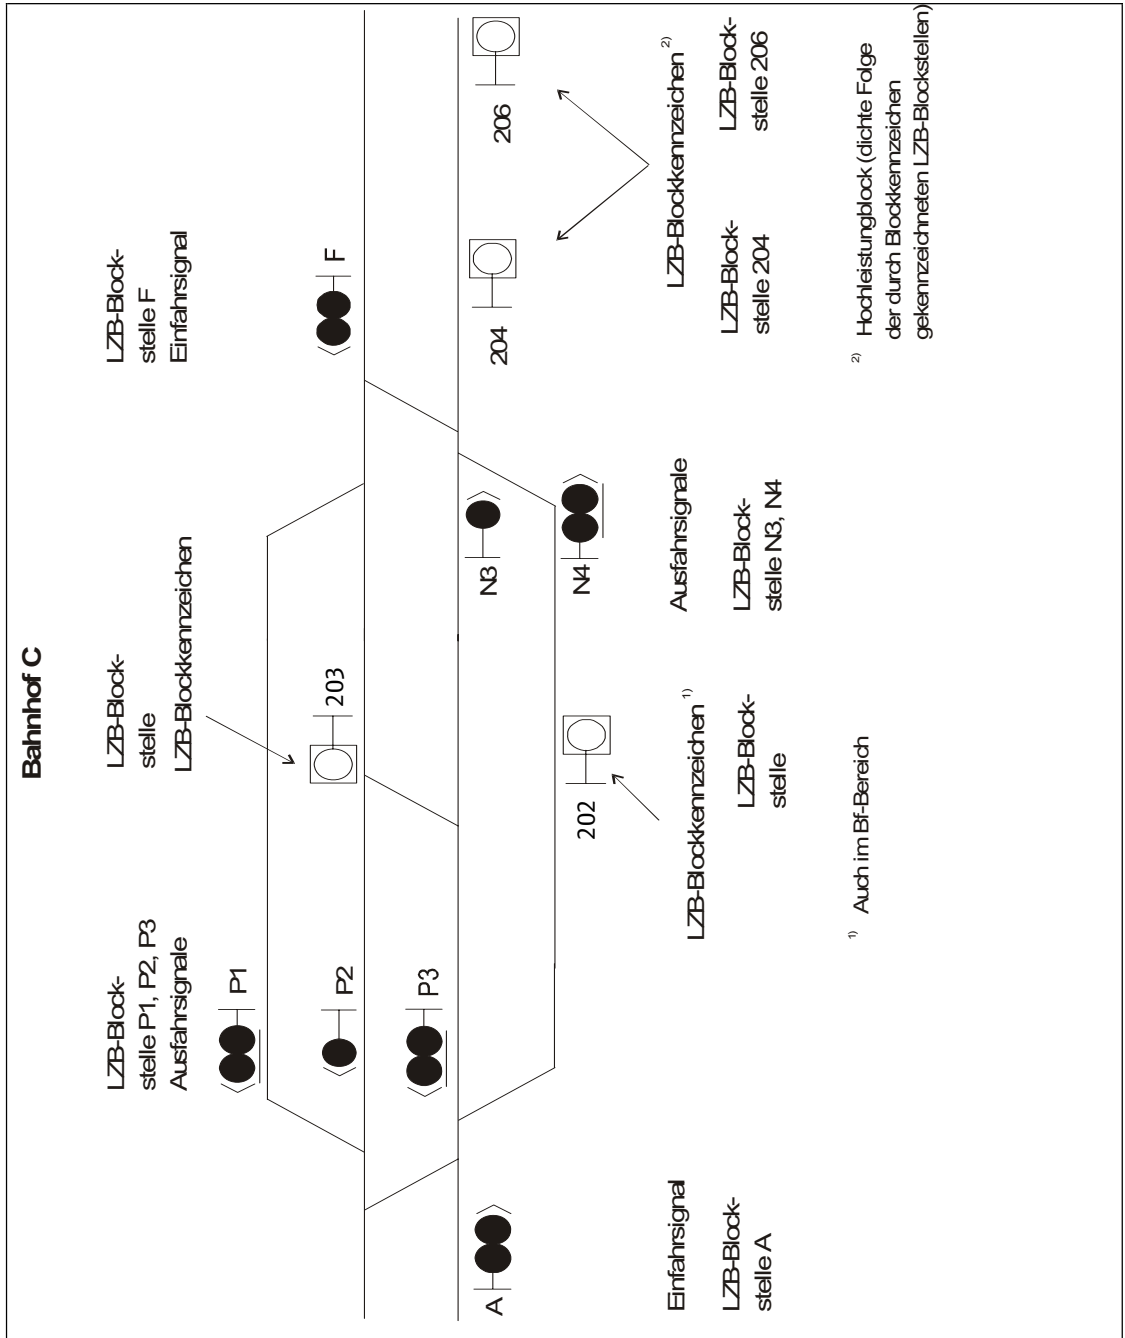 Bahnhof C
LZB-Block-
stelle P1, P2, P3
Ausfahrsignale
LZB-Block-
stelle
LZB-Blockkennzeichen
LZB-Block-
stelle F
Einfahrsignal
P1
P2
P3
203
F
A
202
N3
N4
204
206
Einfahrsignal
LZB-Block-
stelle A
LZB-Blockkennzeichen 1)
LZB-Block-
stelle
Ausfahrsignale
LZB-Block-
stelle N3, N4
LZB-Blockkennzeichen 2)
LZB-Block-
stelle 204
LZB-Block-
stelle 206
1) Auch im Bf-Bereich
2) Hochleistungblock (dichte Folge
der durch Blockkennzeichen
gekennzeichneten LZB-Blockstellen)